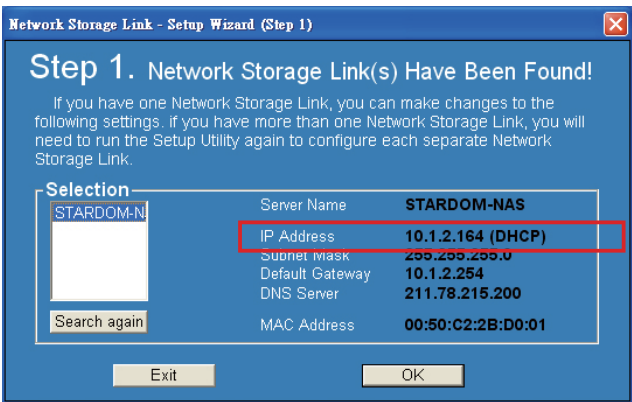 Network Storage Link - Setup Wizard (Step 1)
Step 1. Network Storage Link(s) Have Been Found!
If you have one Network Storage Link, you can make changes to the
following settings. if you have more than one Network Storage Link, you will
need to run the Setup Utility again to configure each separate Network
Storage Link.
Selection
STARDOM-N
Server Name STARDOM-NAS
IP Address 10.1.2.164 (DHCP)
Subnet Mask 255.255.255.0
Default Gateway 10.1.2.254
DNS Server 211.78.215.200
Search again
MAC Address 00:50:C2:2B:D0:01
Exit OK